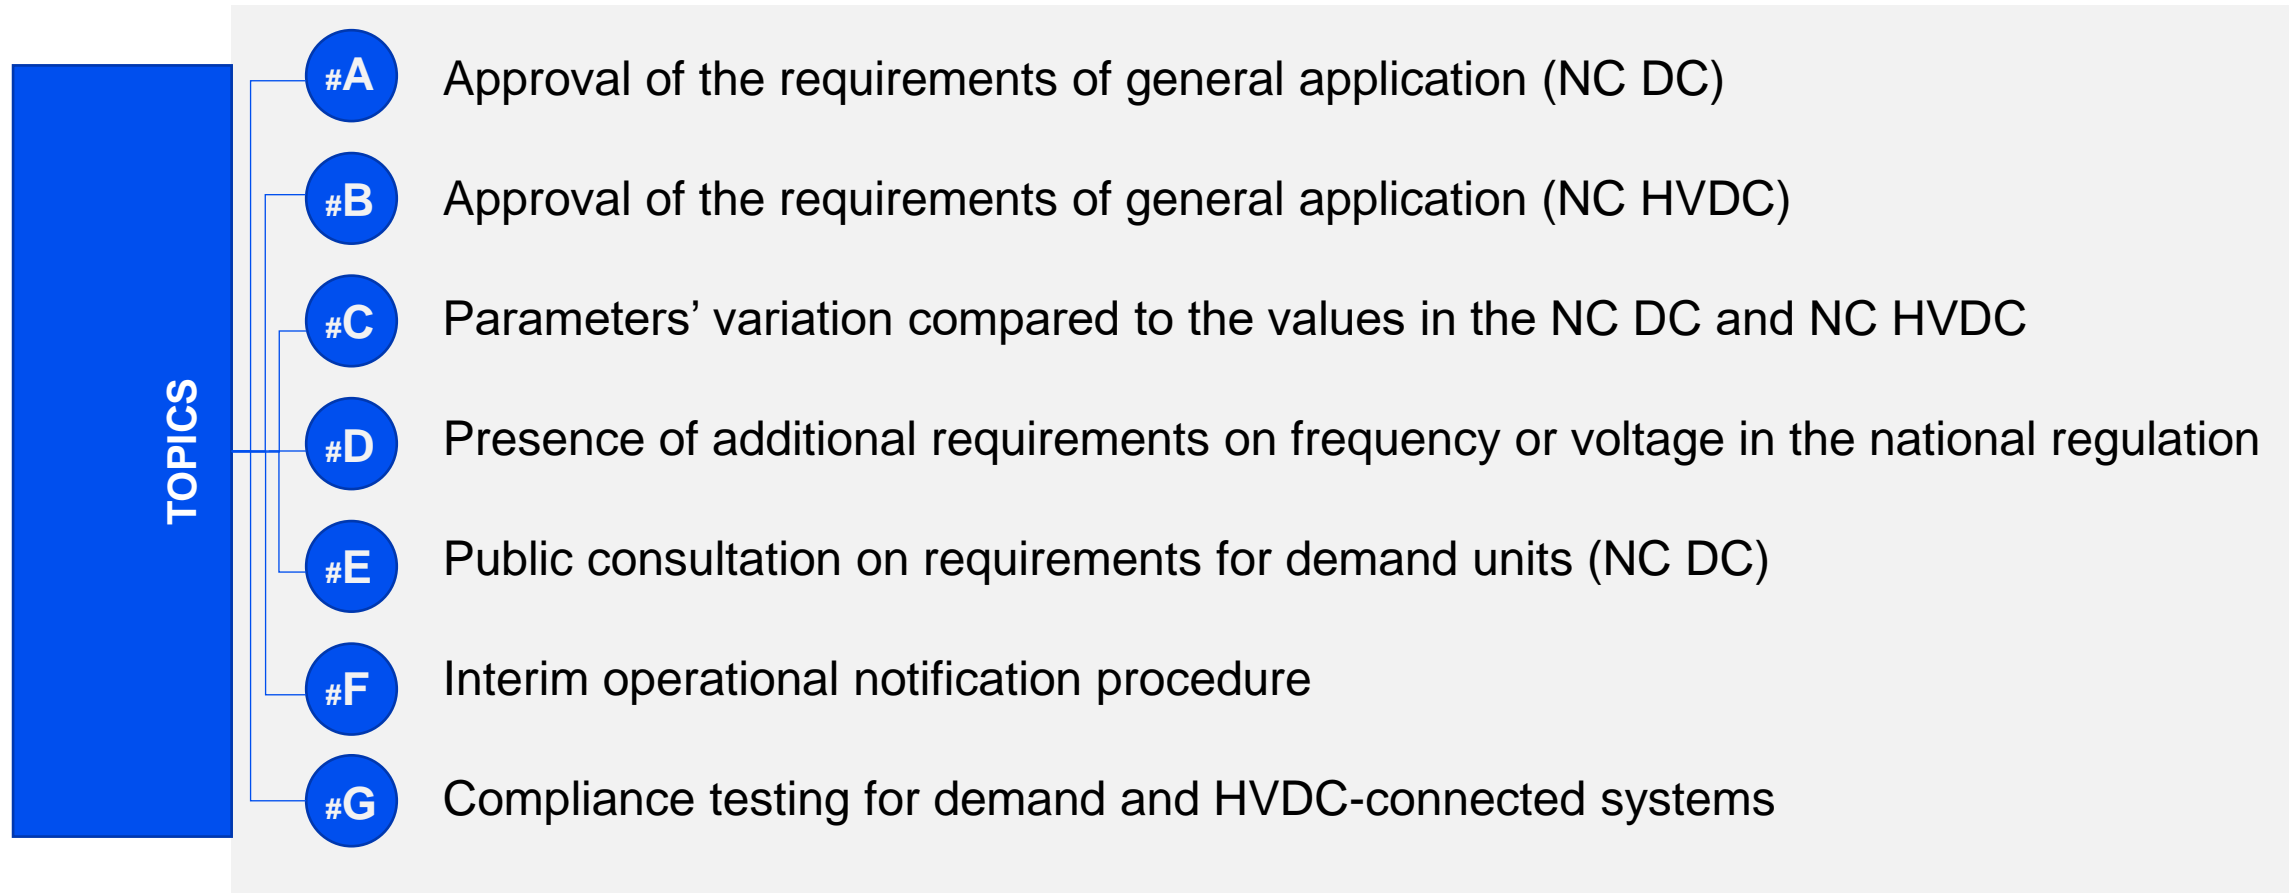 TOPICS
#A Approval of the requirements of general application (NC DC)
#B Approval of the requirements of general application (NC HVDC)
#C Parameters’ variation compared to the values in the NC DC and NC HVDC
#D Presence of additional requirements on frequency or voltage in the national regulation
#E Public consultation on requirements for demand units (NC DC)
#F Interim operational notification procedure
#G Compliance testing for demand and HVDC-connected systems